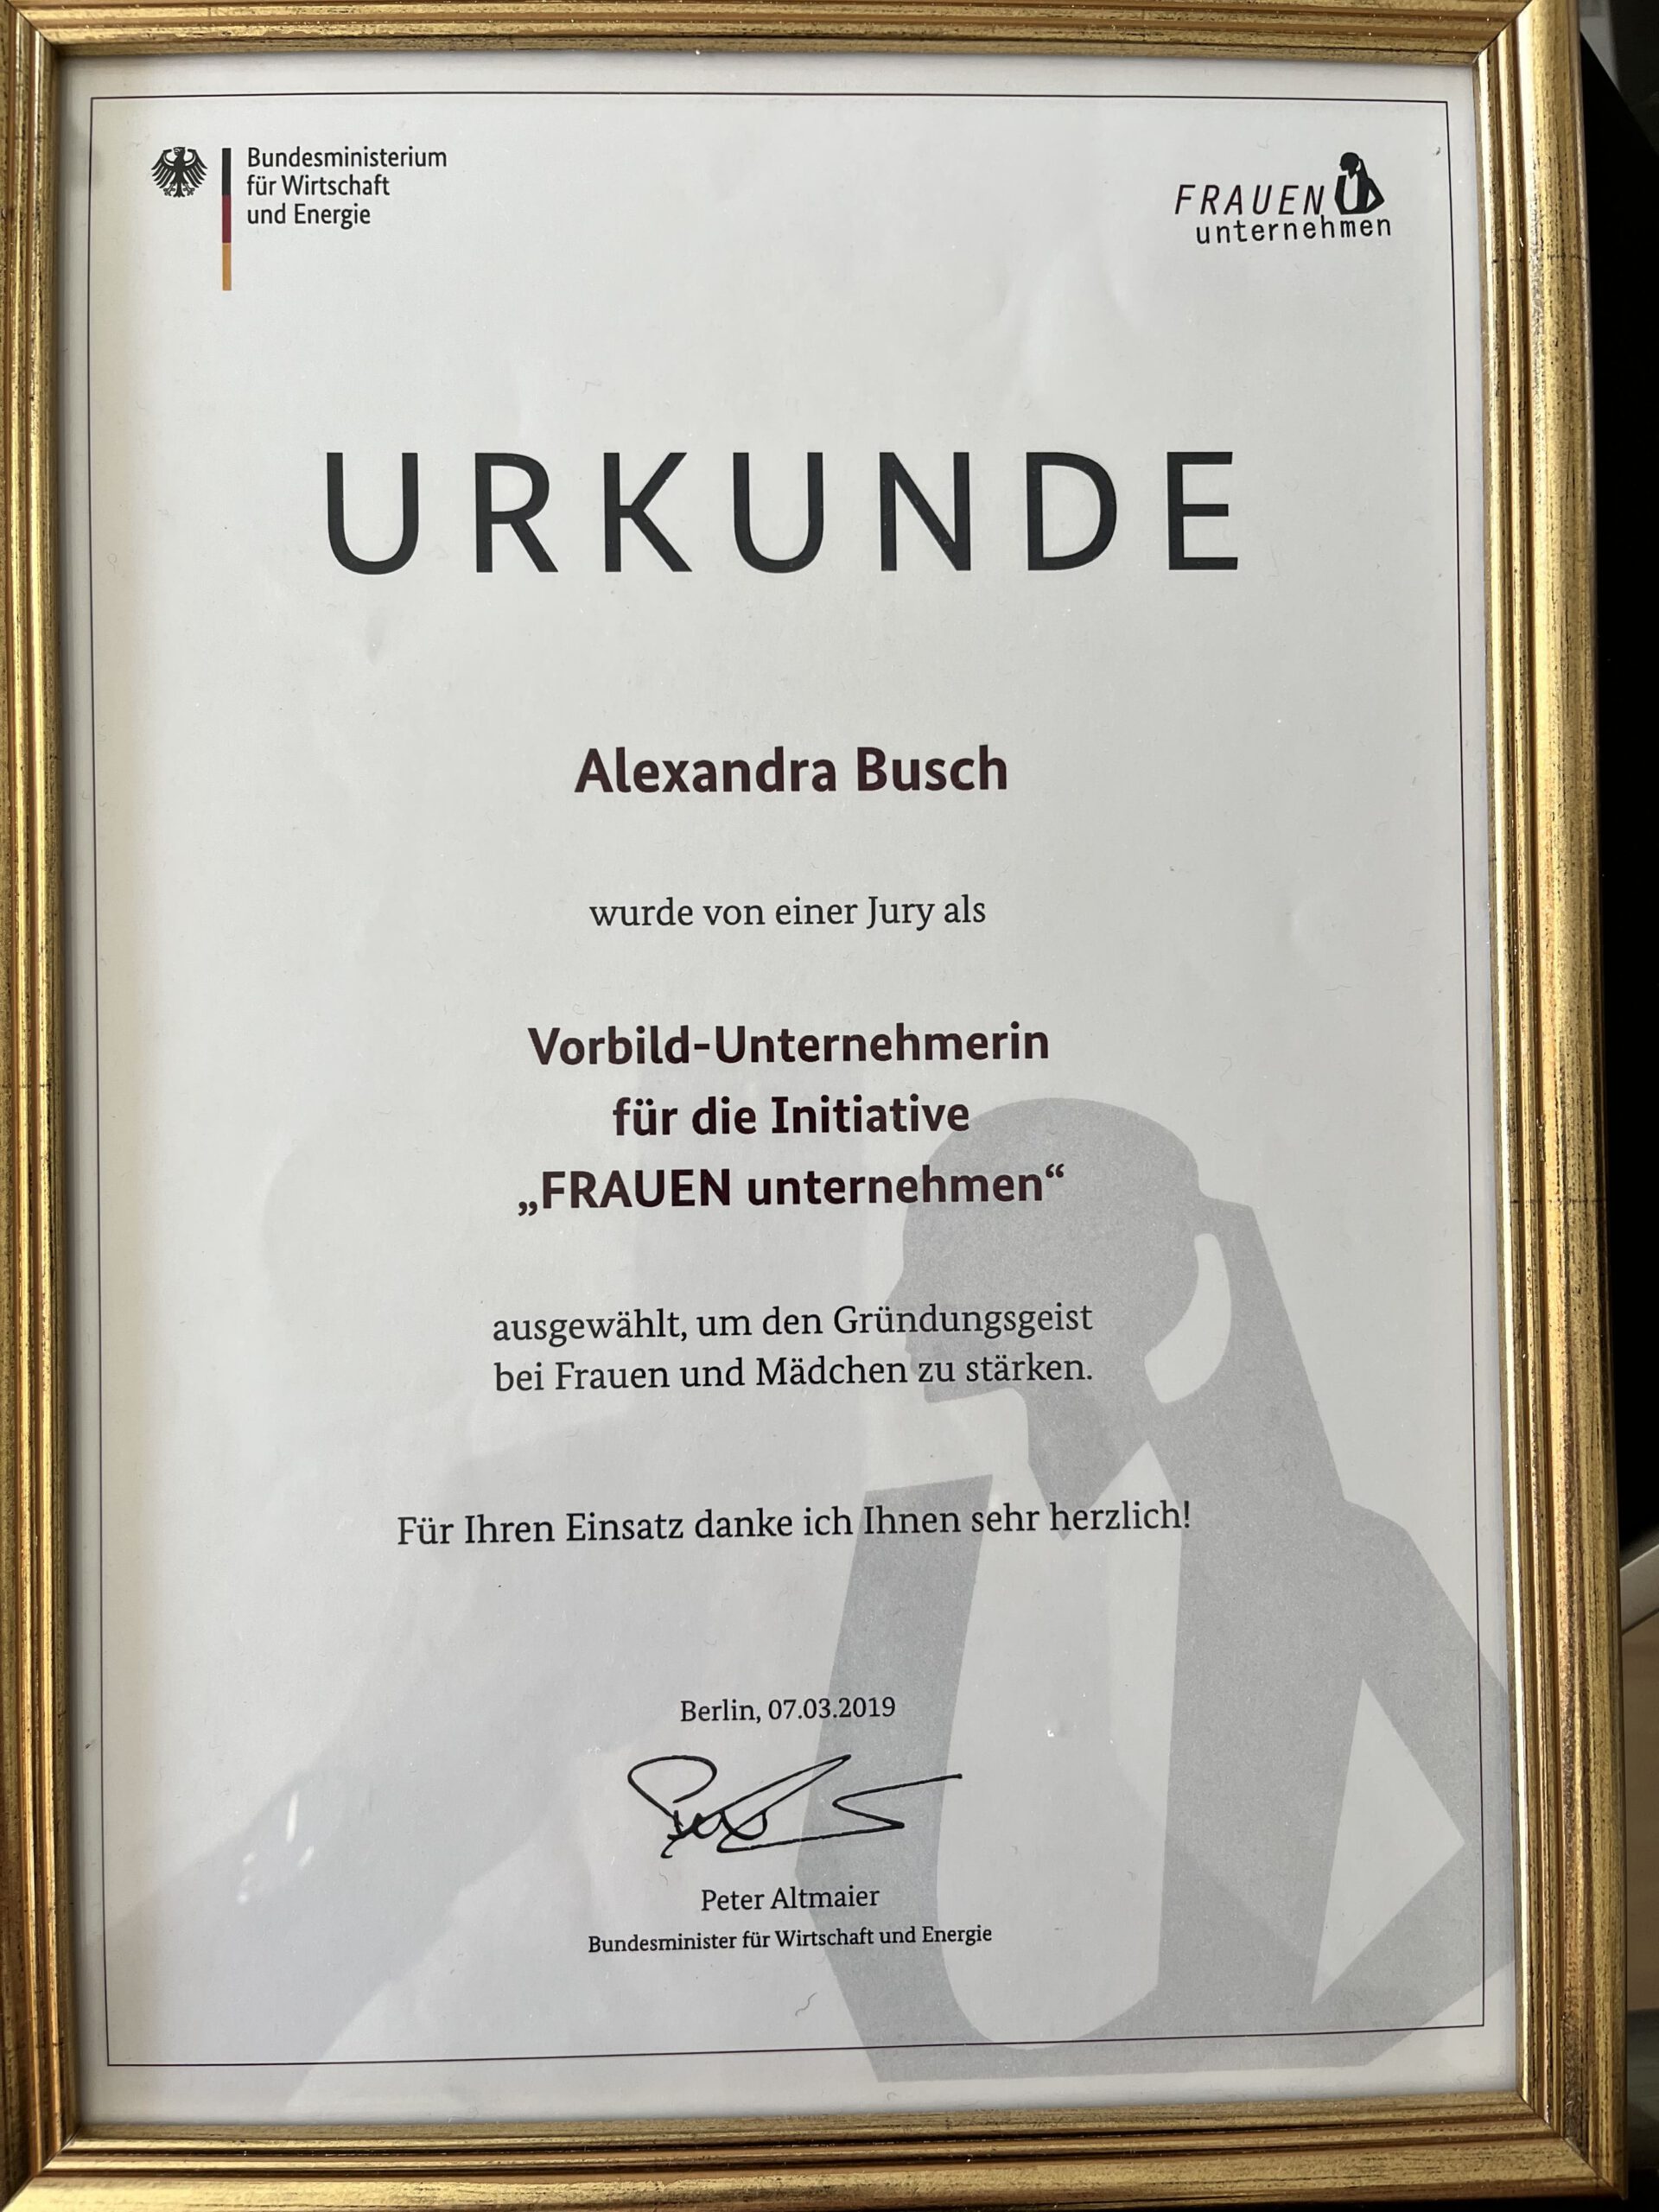 Bundesministerium
für Wirtschaft
und Energie
FRAUEN
unternehmen
URKUNDE
Alexandra Busch
wurde von einer Jury als
Vorbild-Unternehmerin
für die Initiative
„FRAUEN unternehmen“
ausgewählt, um den Gründungsgeist
bei Frauen und Mädchen zu stärken.
Für Ihren Einsatz danke ich Ihnen sehr herzlich!
Berlin, 07.03.2019
Peter Altmaier
Bundesminister für Wirtschaft und Energie